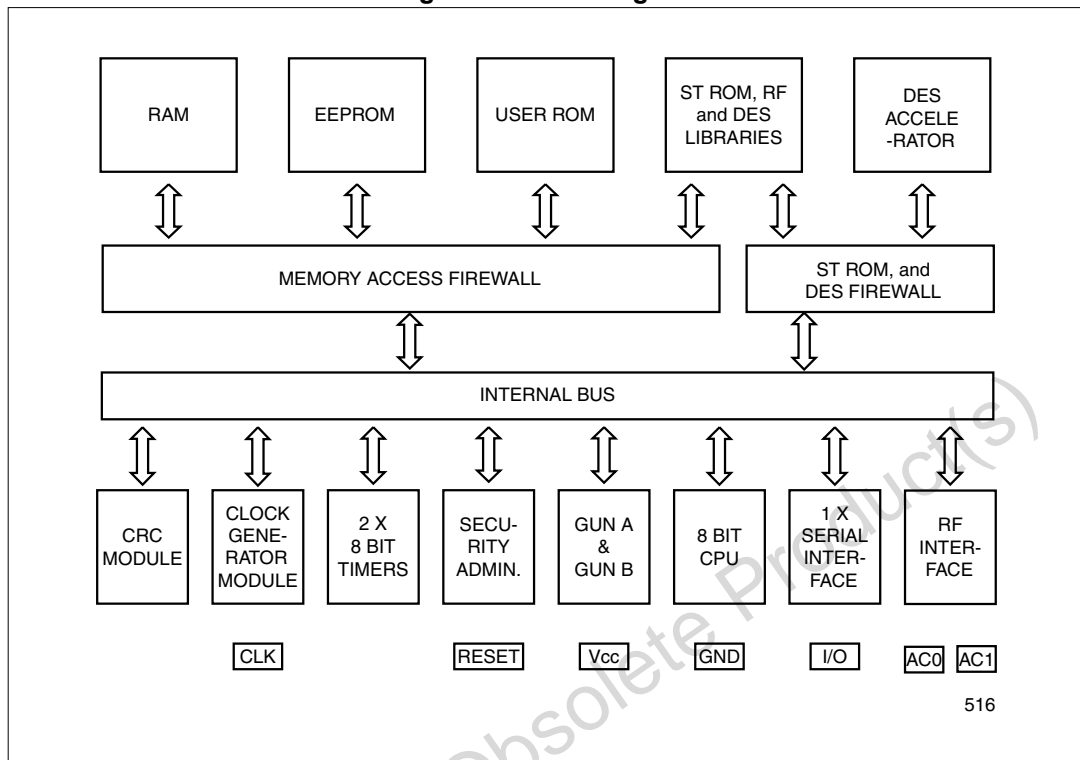 RAM
EEPROM
USER ROM
ST ROM, RF
and DES
LIBRARIES
DES
ACCELE
-RATOR
MEMORY ACCESS FIREWALL
ST ROM, and
DES FIREWALL
INTERNAL BUS
CRC
MODULE
CLOCK
GENE-
RATOR
MODULE
2 X
8 BIT
TIMERS
SECU-
RITY
ADMIN.
GUN A
&
GUN B
8 BIT
CPU
1 X
SERIAL
INTER-
FACE
RF
INTER-
FACE
CLK
RESET
Vcc
GND
I/O
AC0
AC1
516
Obsolete Product(s)